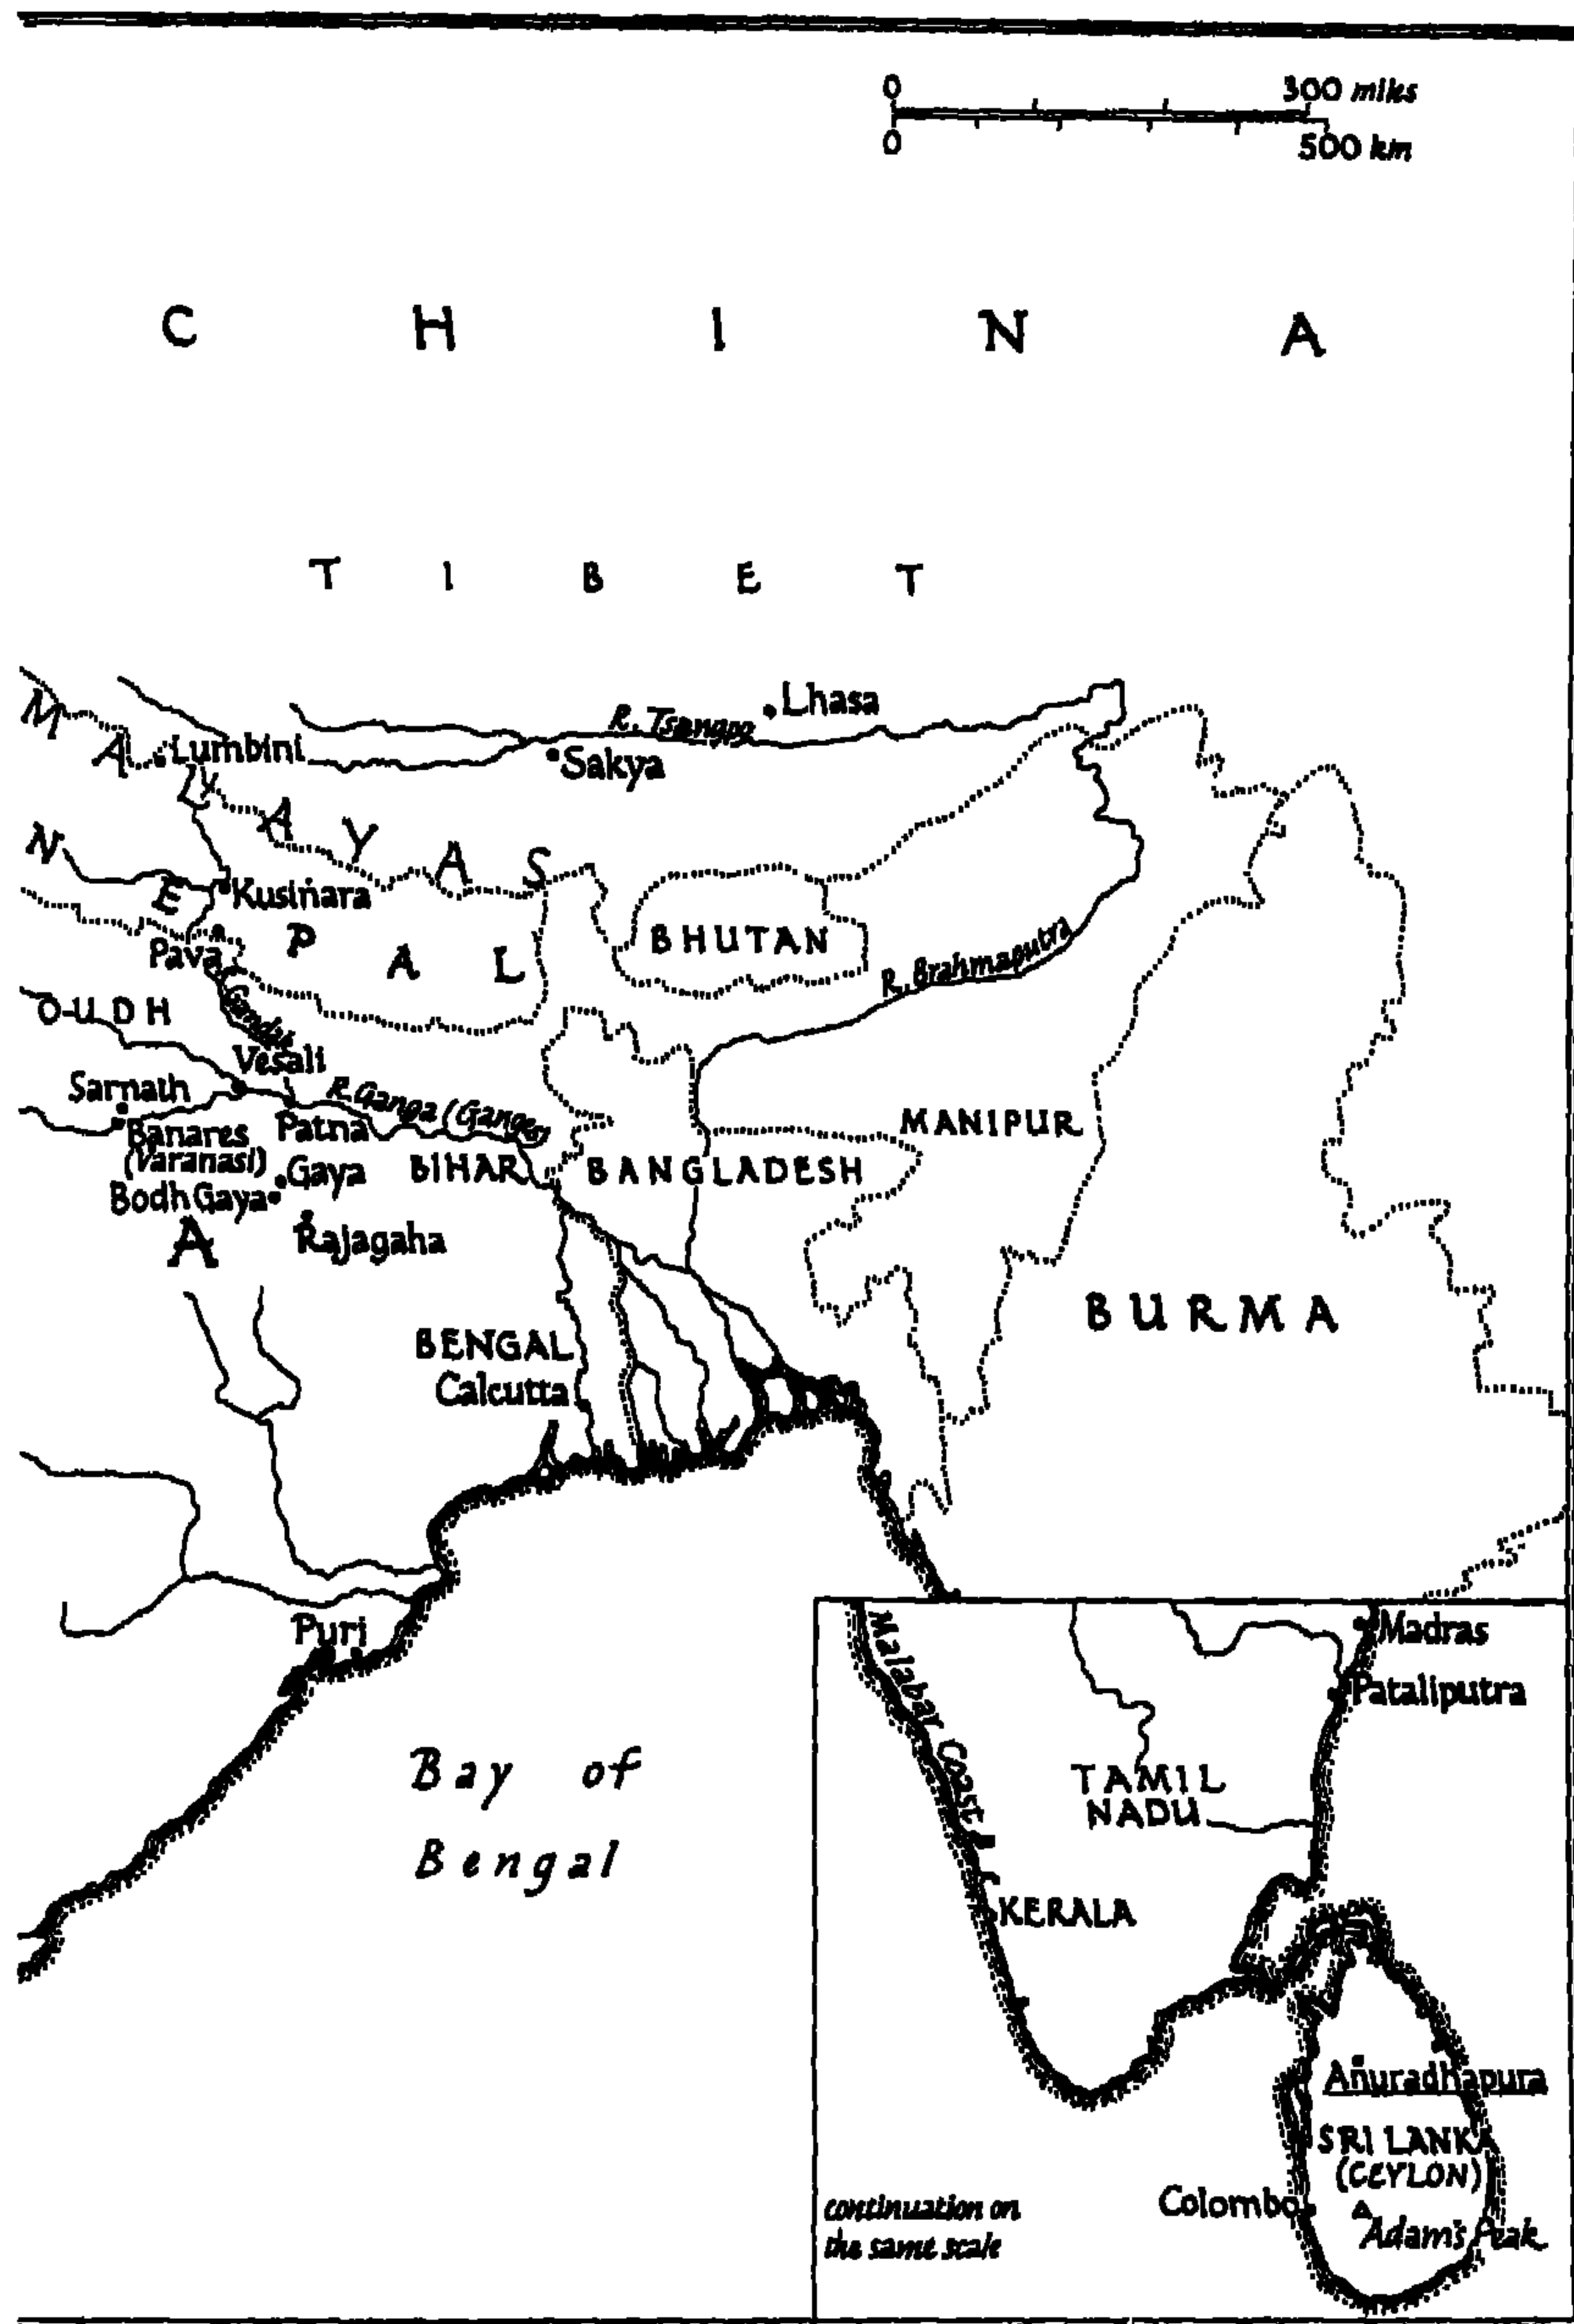 0 300 miles
0 500 km
C H I N A
T I B E T
M A L A Y A S
R. Tsangpo
Lhasa
Lumbini
Sakya
N E P A L
Kusinara
BHUTAN
Pava
R. Brahmaputra
OUDH
Gandak
Vesali
Sarnath
R. Ganga (Ganges)
MANIPUR
Banares
(Varanasi)
Patna
Gaya
BIHAR
BANGLADESH
Bodh Gaya
A
Rajagaha
BURMA
BENGAL
Calcutta
Puri
Bay of
Bengal
Malabar Coast
Madras
Pataliputra
TAMIL
NADU
KERALA
Anuradhapura
SRI LANKA
(CEYLON)
Colombo
Adam's Peak
continuation on
the same scale